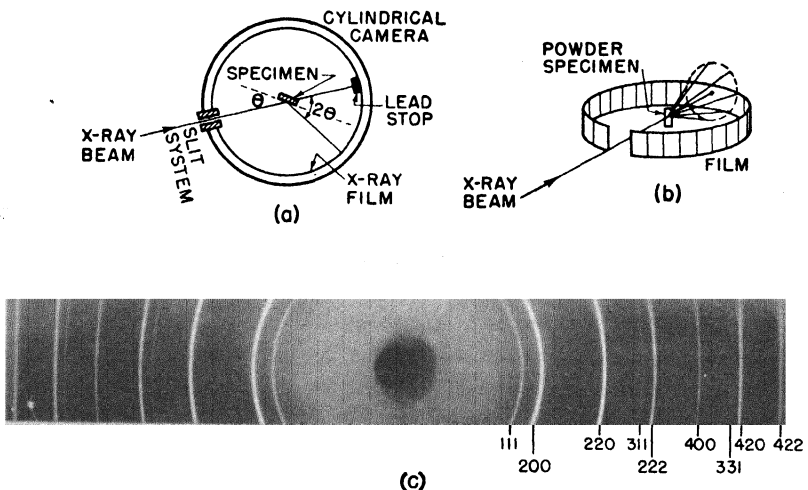 CYLINDRICAL
CAMERA
SPECIMEN
θ
2θ
LEAD
STOP
X-RAY
BEAM
SLIT
SYSTEM
X-RAY
FILM
(a)
POWDER
SPECIMEN
FILM
X-RAY
BEAM
(b)
111
200
220
311
222
400
331
420
422
(c)